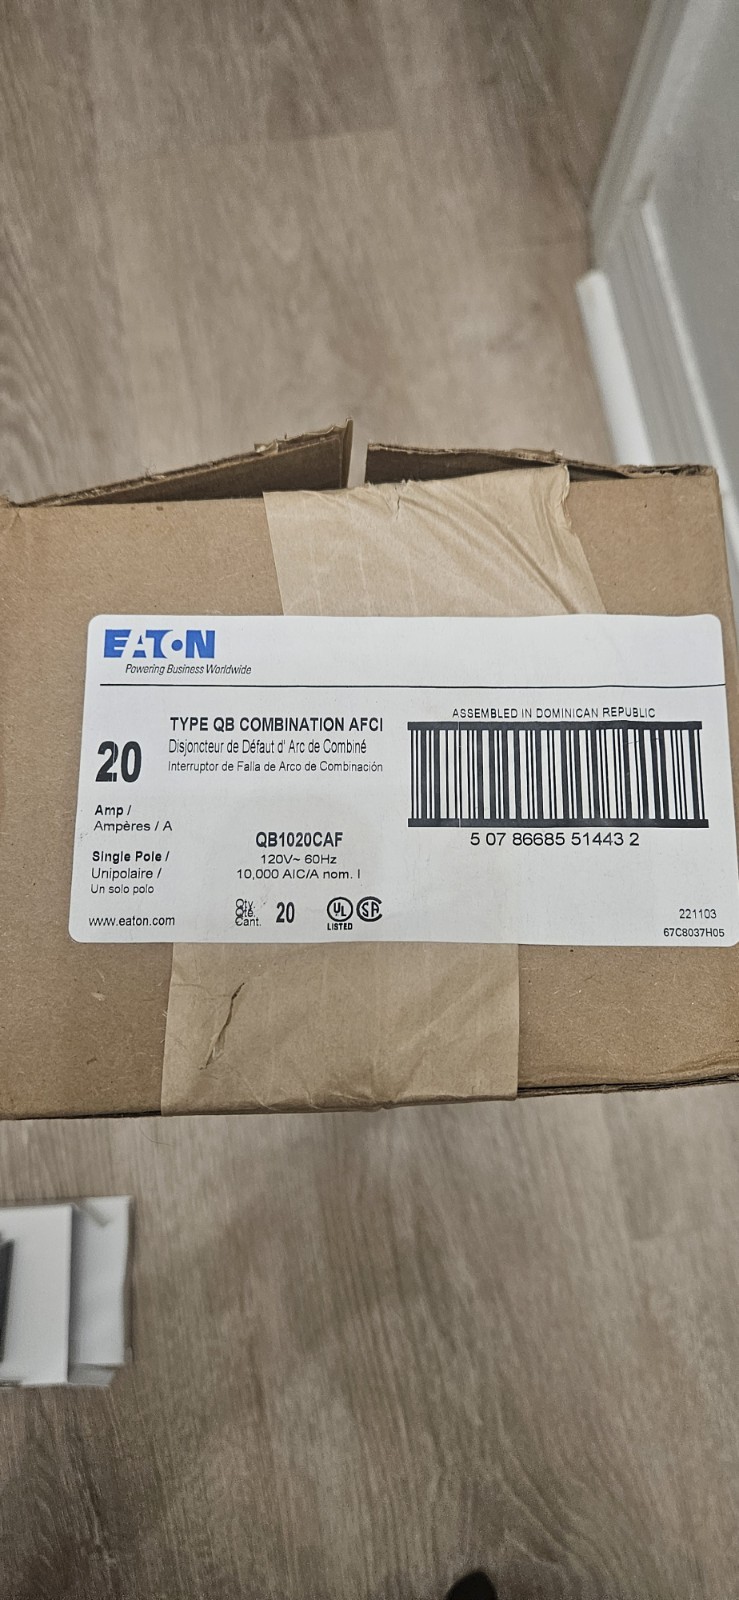 EATON
Powering Business Worldwide
20
Amp /
Ampères / A
Single Pole /
Unipolaire /
Un solo polo
www.eaton.com
TYPE QB COMBINATION AFCI
Disjoncteur de Défaut d' Arc de Combiné
Interruptor de Falla de Arco de Combinación
QB1020CAF
120V~ 60Hz
10,000 AIC/A nom. I
Qty.
Qté.
Cant.
20
UL
LISTED
SA
ASSEMBLED IN DOMINICAN REPUBLIC
5 07 86685 51443 2
221103
67C8037H05